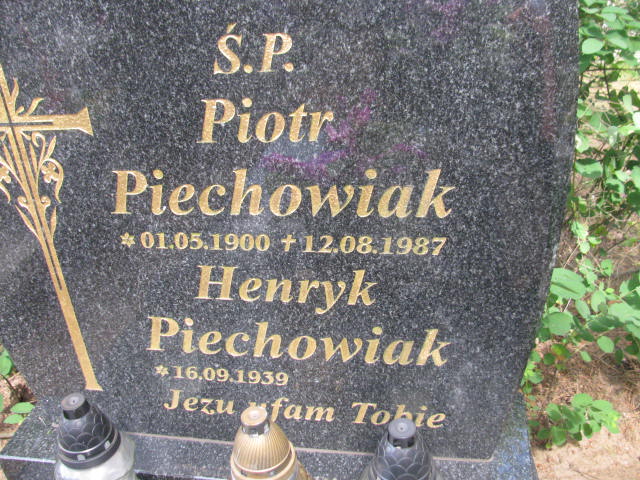 Ś.P.
Piotr
Piechowiak
* 01.05.1900 ✝ 12.08.1987
Henryk
Piechowiak
* 16.09.1939
Jezu ufam Tobie